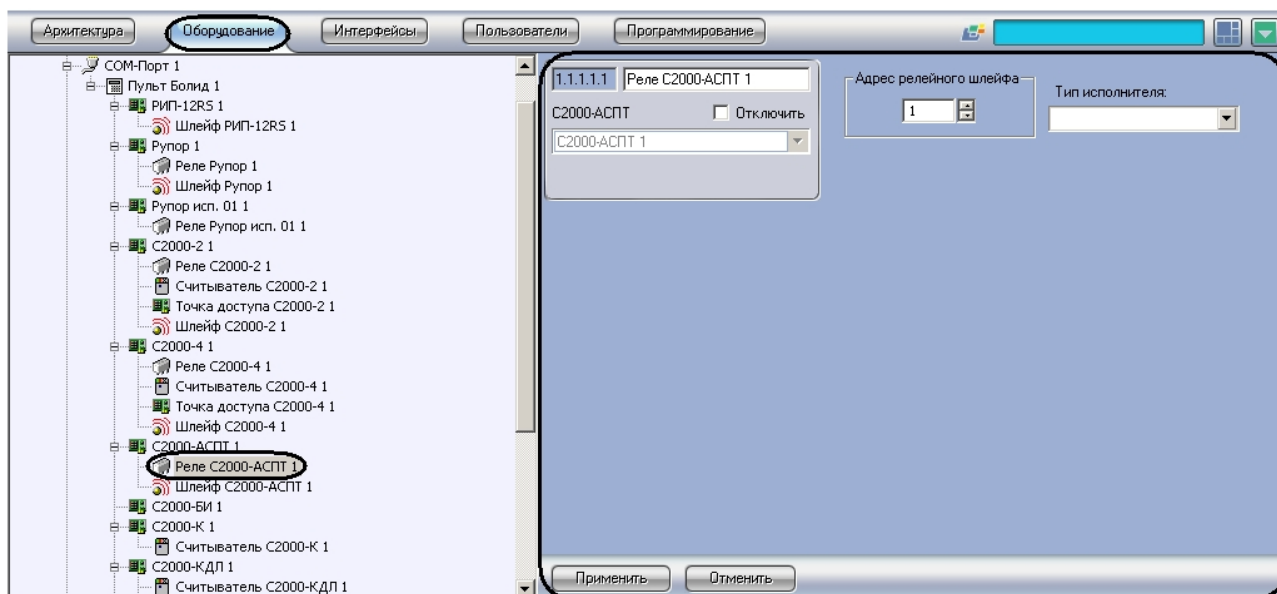 Архитектура
Оборудование
Интерфейсы
Пользователи
Программирование
COM-Порт 1
Пульт Болид 1
РИП-12RS 1
Шлейф РИП-12RS 1
Рупор 1
Реле Рупор 1
Шлейф Рупор 1
Рупор исп. 01 1
Реле Рупор исп. 01 1
С2000-2 1
Реле С2000-2 1
Считыватель С2000-2 1
Точка доступа С2000-2 1
Шлейф С2000-2 1
С2000-4 1
Реле С2000-4 1
Считыватель С2000-4 1
Точка доступа С2000-4 1
Шлейф С2000-4 1
С2000-АСПТ 1
Реле С2000-АСПТ 1
Шлейф С2000-АСПТ 1
С2000-БИ 1
С2000-К 1
Считыватель С2000-К 1
С2000-КДЛ 1
Считыватель С2000-КДЛ 1
1.1.1.1.1 Реле С2000-АСПТ 1
С2000-АСПТ Отключить
С2000-АСПТ 1
Адрес релейного шлейфа
1
Тип исполнителя:
Применить
Отменить